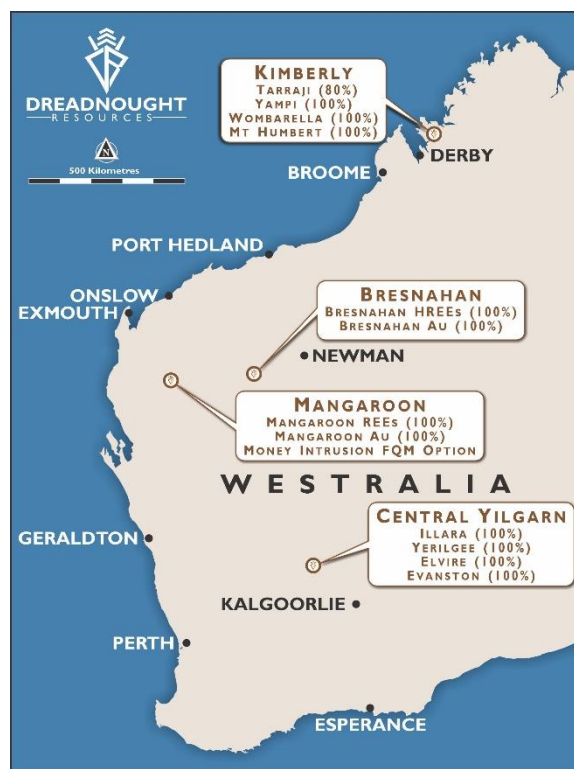 DREADNOUGHT
RESOURCES
N
500 Kilometres
KIMBERLY
TARRAJI (80%)
YAMPI (100%)
WOMBARELLA (100%)
MT HUMBERT (100%)
DERBY
BROOME
PORT HEDLAND
ONSLOW
EXMOUTH
BRESNAHAN
BRESNAHAN HREES (100%)
BRESNAHAN AU (100%)
NEWMAN
MANGAROON
MANGAROON REES (100%)
MANGAROON AU (100%)
MONEY INTRUSION FQM OPTION
WESTRALIA
CENTRAL YILGARN
ILLARA (100%)
YERILGEE (100%)
ELVIRE (100%)
EVANSTON (100%)
GERALDTON
KALGOORLIE
PERTH
ESPERANCE